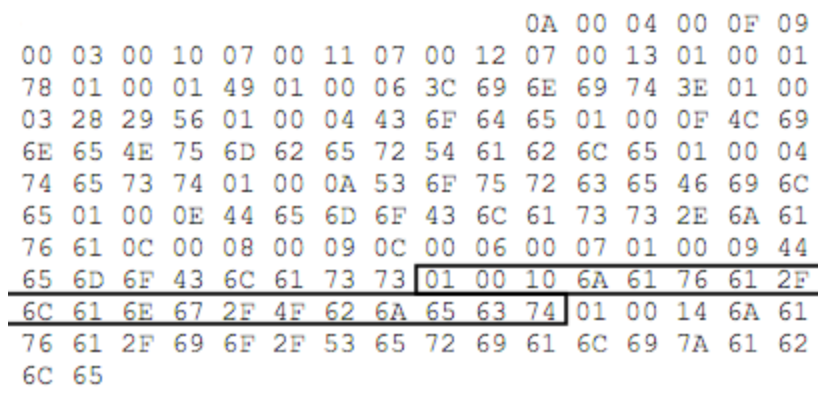 0A 00 04 00 0F 09
00 03 00 10 07 00 11 07 00 12 07 00 13 01 00 01
78 01 00 01 49 01 00 06 3C 69 6E 69 74 3E 01 00
03 28 29 56 01 00 04 43 6F 64 65 01 00 0F 4C 69
6E 65 4E 75 6D 62 65 72 54 61 62 6C 65 01 00 04
74 65 73 74 01 00 0A 53 6F 75 72 63 65 46 69 6C
65 01 00 0E 44 65 6D 6F 43 6C 61 73 73 2E 6A 61
76 61 0C 00 08 00 09 0C 00 06 00 07 01 00 09 44
65 6D 6F 43 6C 61 73 73 01 00 10 6A 61 76 61 2F
6C 61 6E 67 2F 4F 62 6A 65 63 74 01 00 14 6A 61
76 61 2F 69 6F 2F 53 65 72 69 61 6C 69 7A 61 62
6C 65